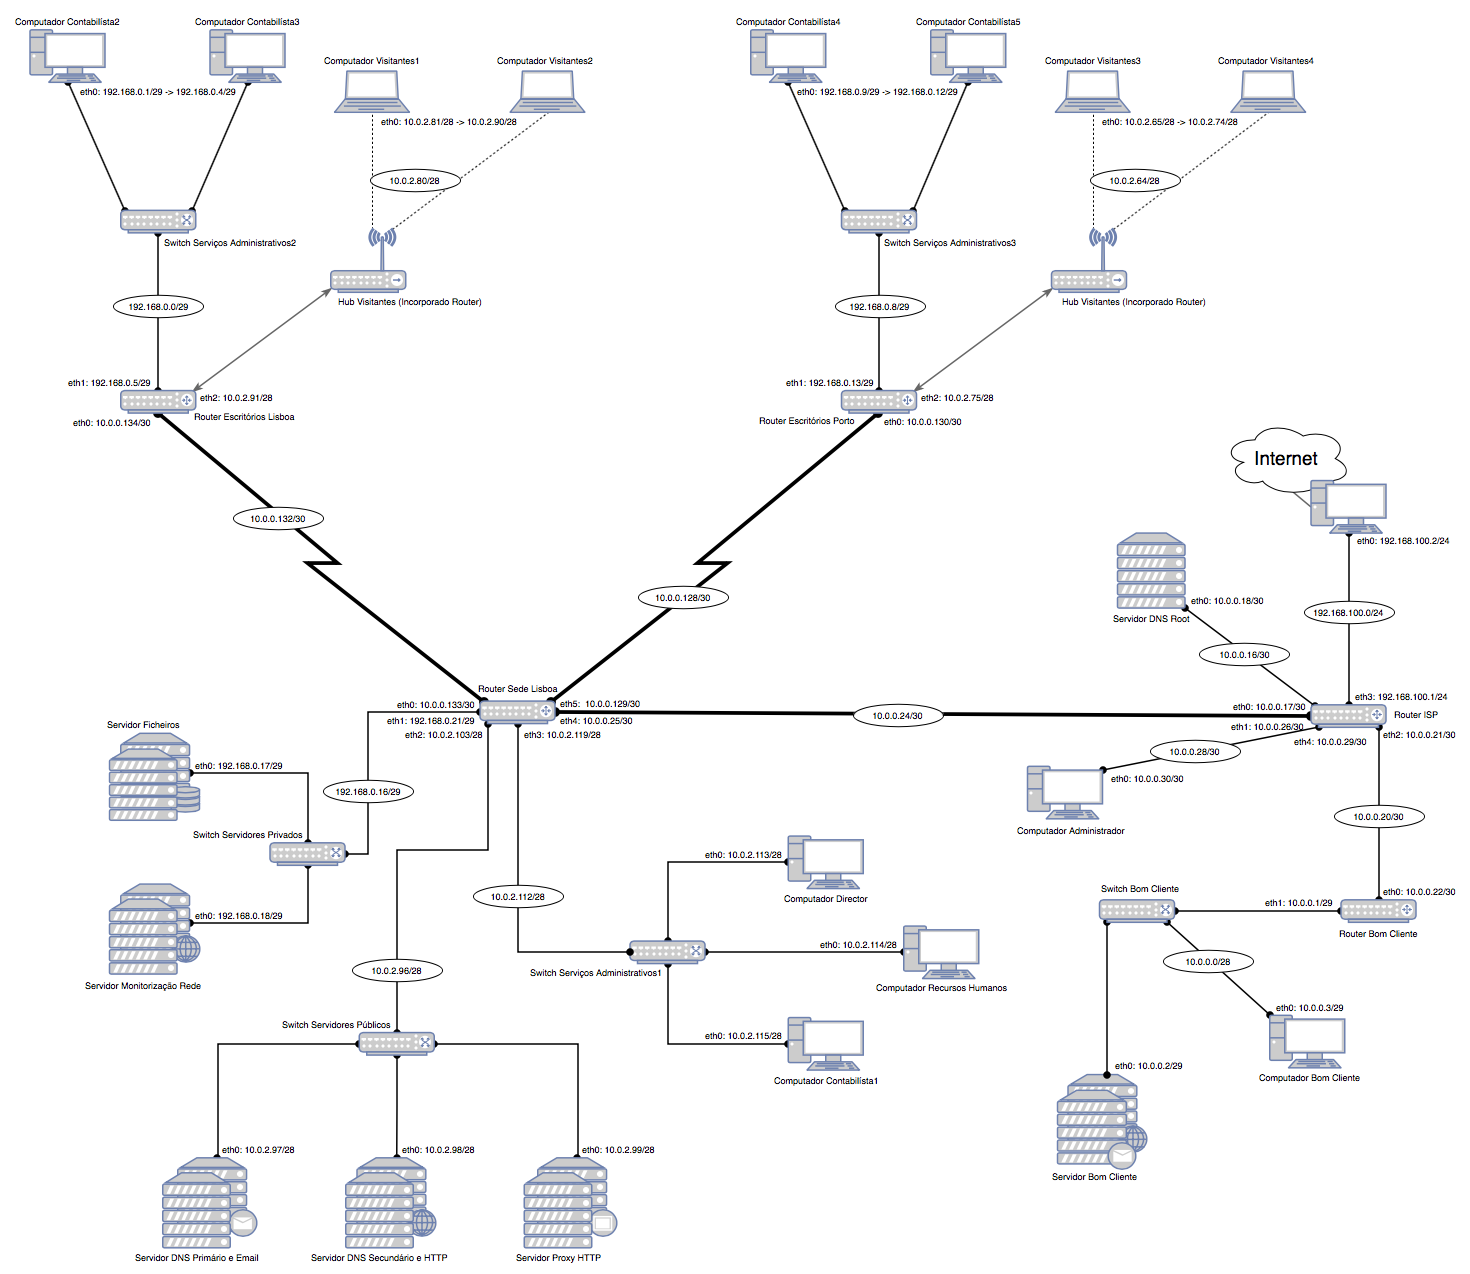 Computador Contabilísta2
Computador Contabilísta3
eth0: 192.168.0.1/29 -> 192.168.0.4/29
Computador Visitantes1
Computador Visitantes2
eth0: 10.0.2.81/28 -> 10.0.2.90/28
10.0.2.80/28
Switch Serviços Administrativos2
Hub Visitantes (Incorporado Router)
192.168.0.0/29
eth1: 192.168.0.5/29
eth2: 10.0.2.91/28
Router Escritórios Lisboa
eth0: 10.0.0.134/30
10.0.0.132/30
Computador Contabilísta4
Computador Contabilísta5
eth0: 192.168.0.9/29 -> 192.168.0.12/29
Computador Visitantes3
Computador Visitantes4
eth0: 10.0.2.65/28 -> 10.0.2.74/28
10.0.2.64/28
Switch Serviços Administrativos3
Hub Visitantes (Incorporado Router)
192.168.0.8/29
eth1: 192.168.0.13/29
eth2: 10.0.2.75/28
Router Escritórios Porto
eth0: 10.0.0.130/30
10.0.0.128/30
Internet
eth0: 192.168.100.2/24
192.168.100.0/24
eth0: 10.0.0.18/30
Servidor DNS Root
10.0.0.16/30
eth3: 192.168.100.1/24
eth0: 10.0.0.17/30
Router ISP
eth1: 10.0.0.26/30
eth2: 10.0.0.21/30
eth4: 10.0.0.29/30
10.0.0.24/30
10.0.0.28/30
eth0: 10.0.0.30/30
Computador Administrador
10.0.0.20/30
Router Sede Lisboa
eth0: 10.0.0.133/30
eth5: 10.0.0.129/30
eth1: 192.168.0.21/29
eth4: 10.0.0.25/30
eth2: 10.0.2.103/28
eth3: 10.0.2.119/28
Servidor Ficheiros
eth0: 192.168.0.17/29
192.168.0.16/29
Switch Servidores Privados
eth0: 192.168.0.18/29
Servidor Monitorização Rede
10.0.2.112/28
eth0: 10.0.2.113/28
Computador Director
eth0: 10.0.2.114/28
Switch Serviços Administrativos1
Computador Recursos Humanos
eth0: 10.0.2.115/28
Computador Contabilísta1
10.0.2.96/28
Switch Servidores Públicos
eth0: 10.0.2.97/28
eth0: 10.0.2.98/28
eth0: 10.0.2.99/28
Servidor DNS Primário e Email
Servidor DNS Secundário e HTTP
Servidor Proxy HTTP
Switch Bom Cliente
eth0: 10.0.0.22/30
eth1: 10.0.0.1/29
Router Bom Cliente
10.0.0.0/28
eth0: 10.0.0.3/29
Computador Bom Cliente
eth0: 10.0.0.2/29
Servidor Bom Cliente